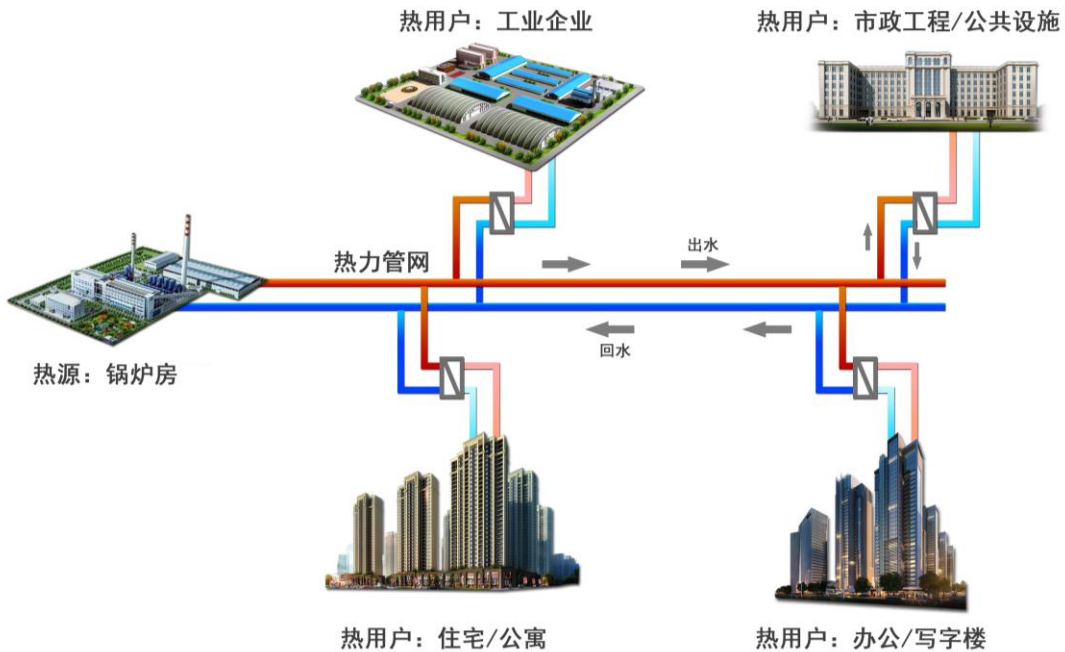 热用户：工业企业
热用户：市政工程/公共设施
热力管网
出水
回水
热源：锅炉房
热用户：住宅/公寓
热用户：办公/写字楼